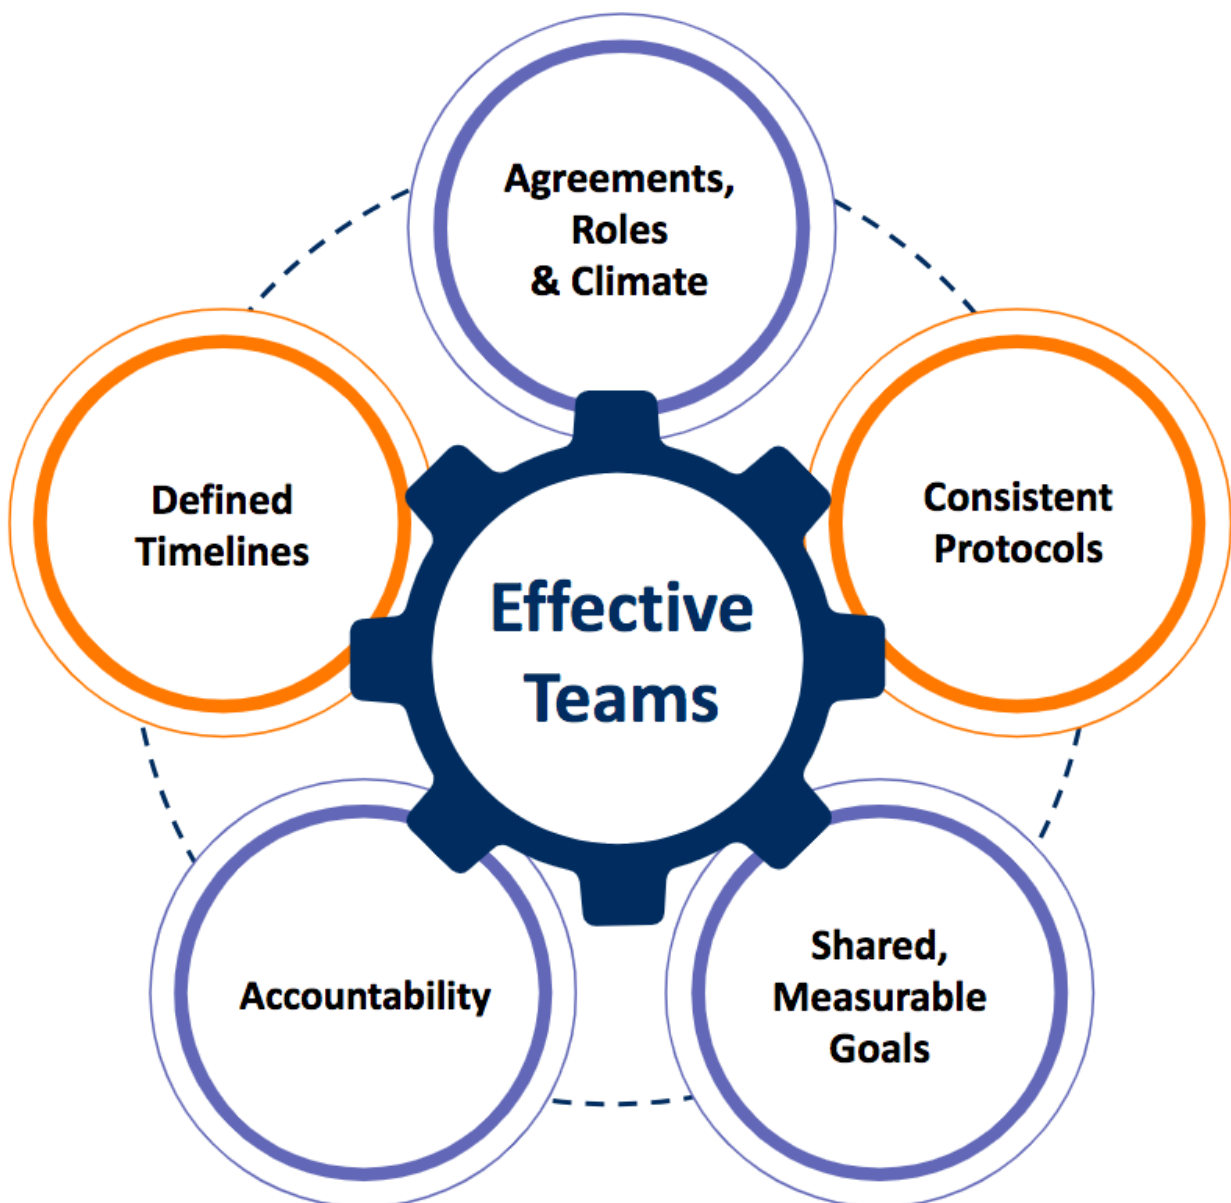 Agreements,
Roles
& Climate
Defined
Timelines
Consistent
Protocols
Effective
Teams
Accountability
Shared,
Measurable
Goals